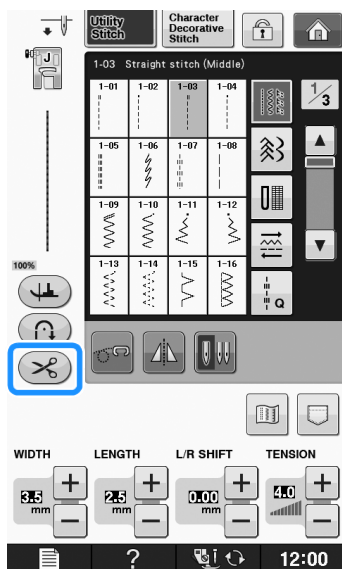 Utility
Stitch
Character
Decorative
Stitch
J
1-03 Straight stitch (Middle)
1/3
1-01 1-02 1-03 1-04
1-05 1-06 1-07 1-08
1-09 1-10 1-11 1-12
1-13 1-14 1-15 1-16
Q
100%
WIDTH LENGTH L/R SHIFT TENSION
3.5 mm 2.5 mm 0.00 mm 4.0
? 12:00